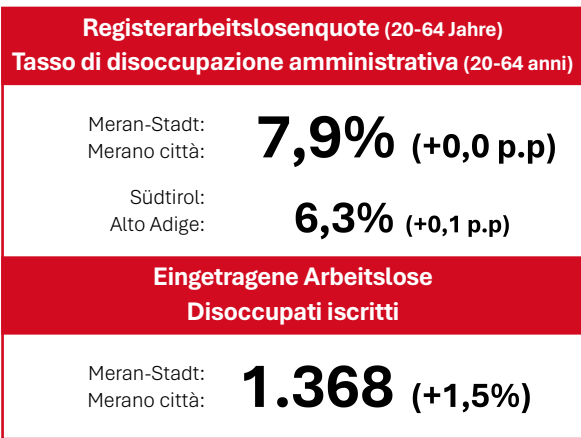 Registerarbeitslosenquote (20-64 Jahre)
Tasso di disoccupazione amministrativa (20-64 anni)
Meran-Stadt:
Merano città:
7,9% (+0,0 p.p)
Südtirol:
Alto Adige:
6,3% (+0,1 p.p)
Eingetragene Arbeitslose
Disoccupati iscritti
Meran-Stadt:
Merano città:
1.368 (+1,5%)